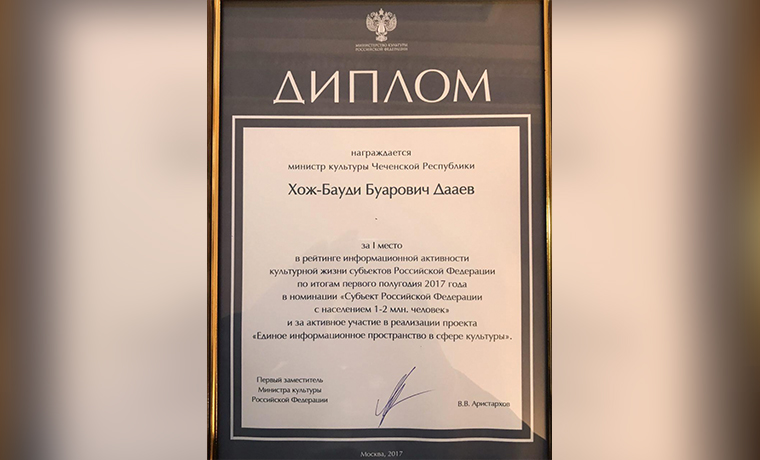 МИНИСТЕРСТВО КУЛЬТУРЫ
РОССИЙСКОЙ ФЕДЕРАЦИИ
ДИПЛОМ
награждается
министр культуры Чеченской Республики
Хож-Бауди Буарович Дааев
за I место
в рейтинге информационной активности
культурной жизни субъектов Российской Федерации
по итогам первого полугодия 2017 года
в номинации «Субъект Российской Федерации
с населением 1-2 млн. человек»
и за активное участие в реализации проекта
«Единое информационное пространство в сфере культуры».
Первый заместитель
Министра культуры
Российской Федерации
В.В. Аристархов
Москва, 2017